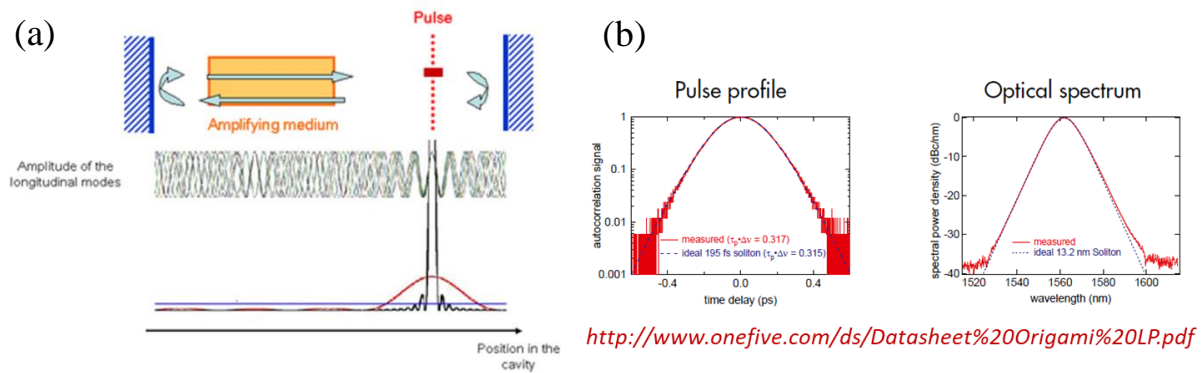 (a)
Pulse
Amplifying medium
Amplitude of the
longitudinal modes
Position in the
cavity
(b)
Pulse profile
autocorrelation signal
1
0.1
0.01
0.001
measured (τp•Δν = 0.317)
ideal 195 fs soliton (τp•Δν = 0.315)
-0.4
0.0
0.4
time delay (ps)
Optical spectrum
spectral power density (dBc/nm)
0
-10
-20
-30
-40
measured
ideal 13.2 nm Soliton
1520
1540
1560
1580
1600
wavelength (nm)
http://www.onefive.com/ds/Datasheet%20Origami%20LP.pdf